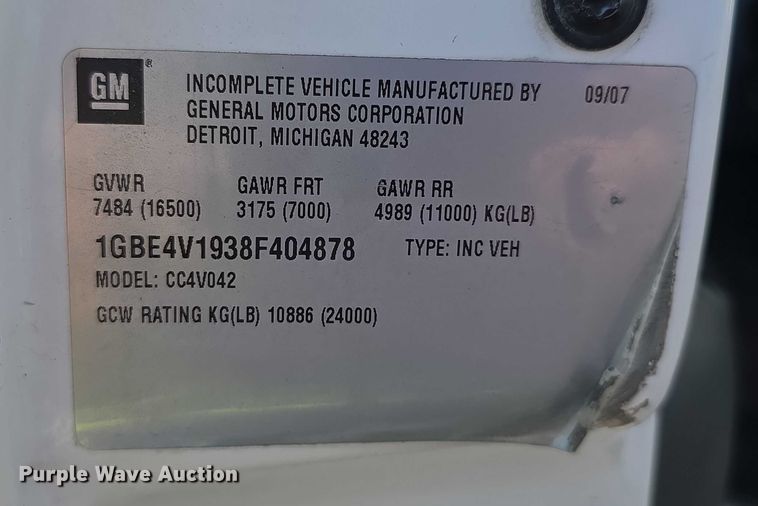 GM ®
INCOMPLETE VEHICLE MANUFACTURED BY 09/07
GENERAL MOTORS CORPORATION
DETROIT, MICHIGAN 48243
GVWR GAWR FRT GAWR RR
7484 (16500) 3175 (7000) 4989 (11000) KG(LB)
1GBE4V1938F404878 TYPE: INC VEH
MODEL: CC4V042
GCW RATING KG(LB) 10886 (24000)
Purple Wave Auction